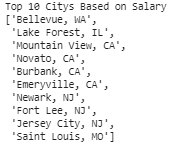 Top 10 Citys Based on Salary
['Bellevue, WA',
'Lake Forest, IL',
'Mountain View, CA',
'Novato, CA',
'Burbank, CA',
'Emeryville, CA',
'Newark, NJ',
'Fort Lee, NJ',
'Jersey City, NJ',
'Saint Louis, MO']